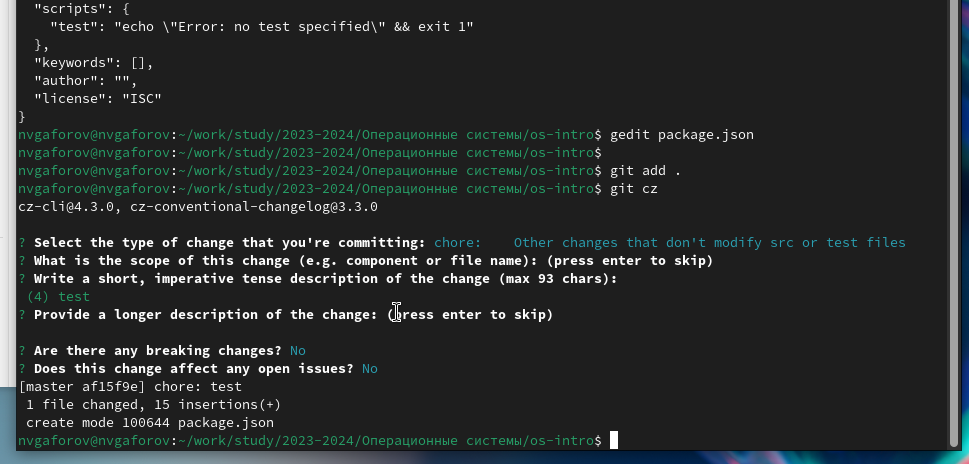 "scripts": {
"test": "echo \"Error: no test specified\" && exit 1"
},
"keywords": [],
"author": "",
"license": "ISC"
}
nvgaforov@nvgaforov:~/work/study/2023-2024/Операционные системы/os-intro$ gedit package.json
nvgaforov@nvgaforov:~/work/study/2023-2024/Операционные системы/os-intro$
nvgaforov@nvgaforov:~/work/study/2023-2024/Операционные системы/os-intro$ git add .
nvgaforov@nvgaforov:~/work/study/2023-2024/Операционные системы/os-intro$ git cz
cz-cli@4.3.0, cz-conventional-changelog@3.3.0
? Select the type of change that you're committing: chore:    Other changes that don't modify src or test files
? What is the scope of this change (e.g. component or file name): (press enter to skip)
? Write a short, imperative tense description of the change (max 93 chars):
(4) test
? Provide a longer description of the change: (press enter to skip)
? Are there any breaking changes? No
? Does this change affect any open issues? No
[master af15f9e] chore: test
1 file changed, 15 insertions(+)
create mode 100644 package.json
nvgaforov@nvgaforov:~/work/study/2023-2024/Операционные системы/os-intro$